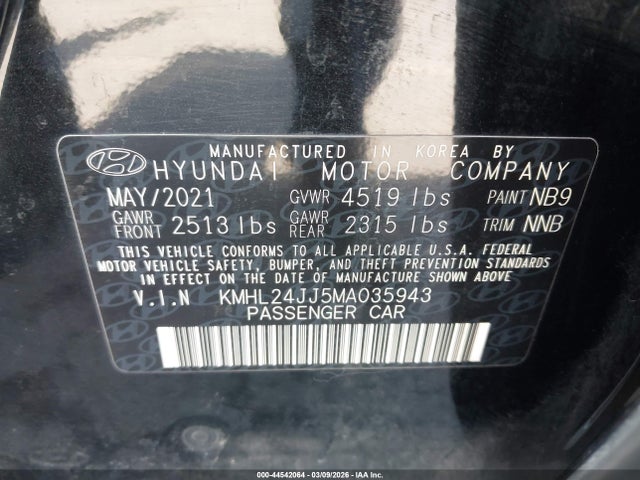 MANUFACTURED IN KOREA BY
HYUNDAI MOTOR COMPANY
MAY/2021 GVWR 4519 lbs PAINT NB9
GAWR FRONT 2513 lbs GAWR REAR 2315 lbs TRIM NNB
THIS VEHICLE CONFORMS TO ALL APPLICABLE U.S.A. FEDERAL
MOTOR VEHICLE SAFETY, BUMPER, AND THEFT PREVENTION STANDARDS
IN EFFECT ON THE DATE OF MANUFACTURE SHOWN ABOVE.
V.I.N KMHL24JJ5MA035943
PASSENGER CAR
000-44542064 - 03/09/2026 - IAA Inc.